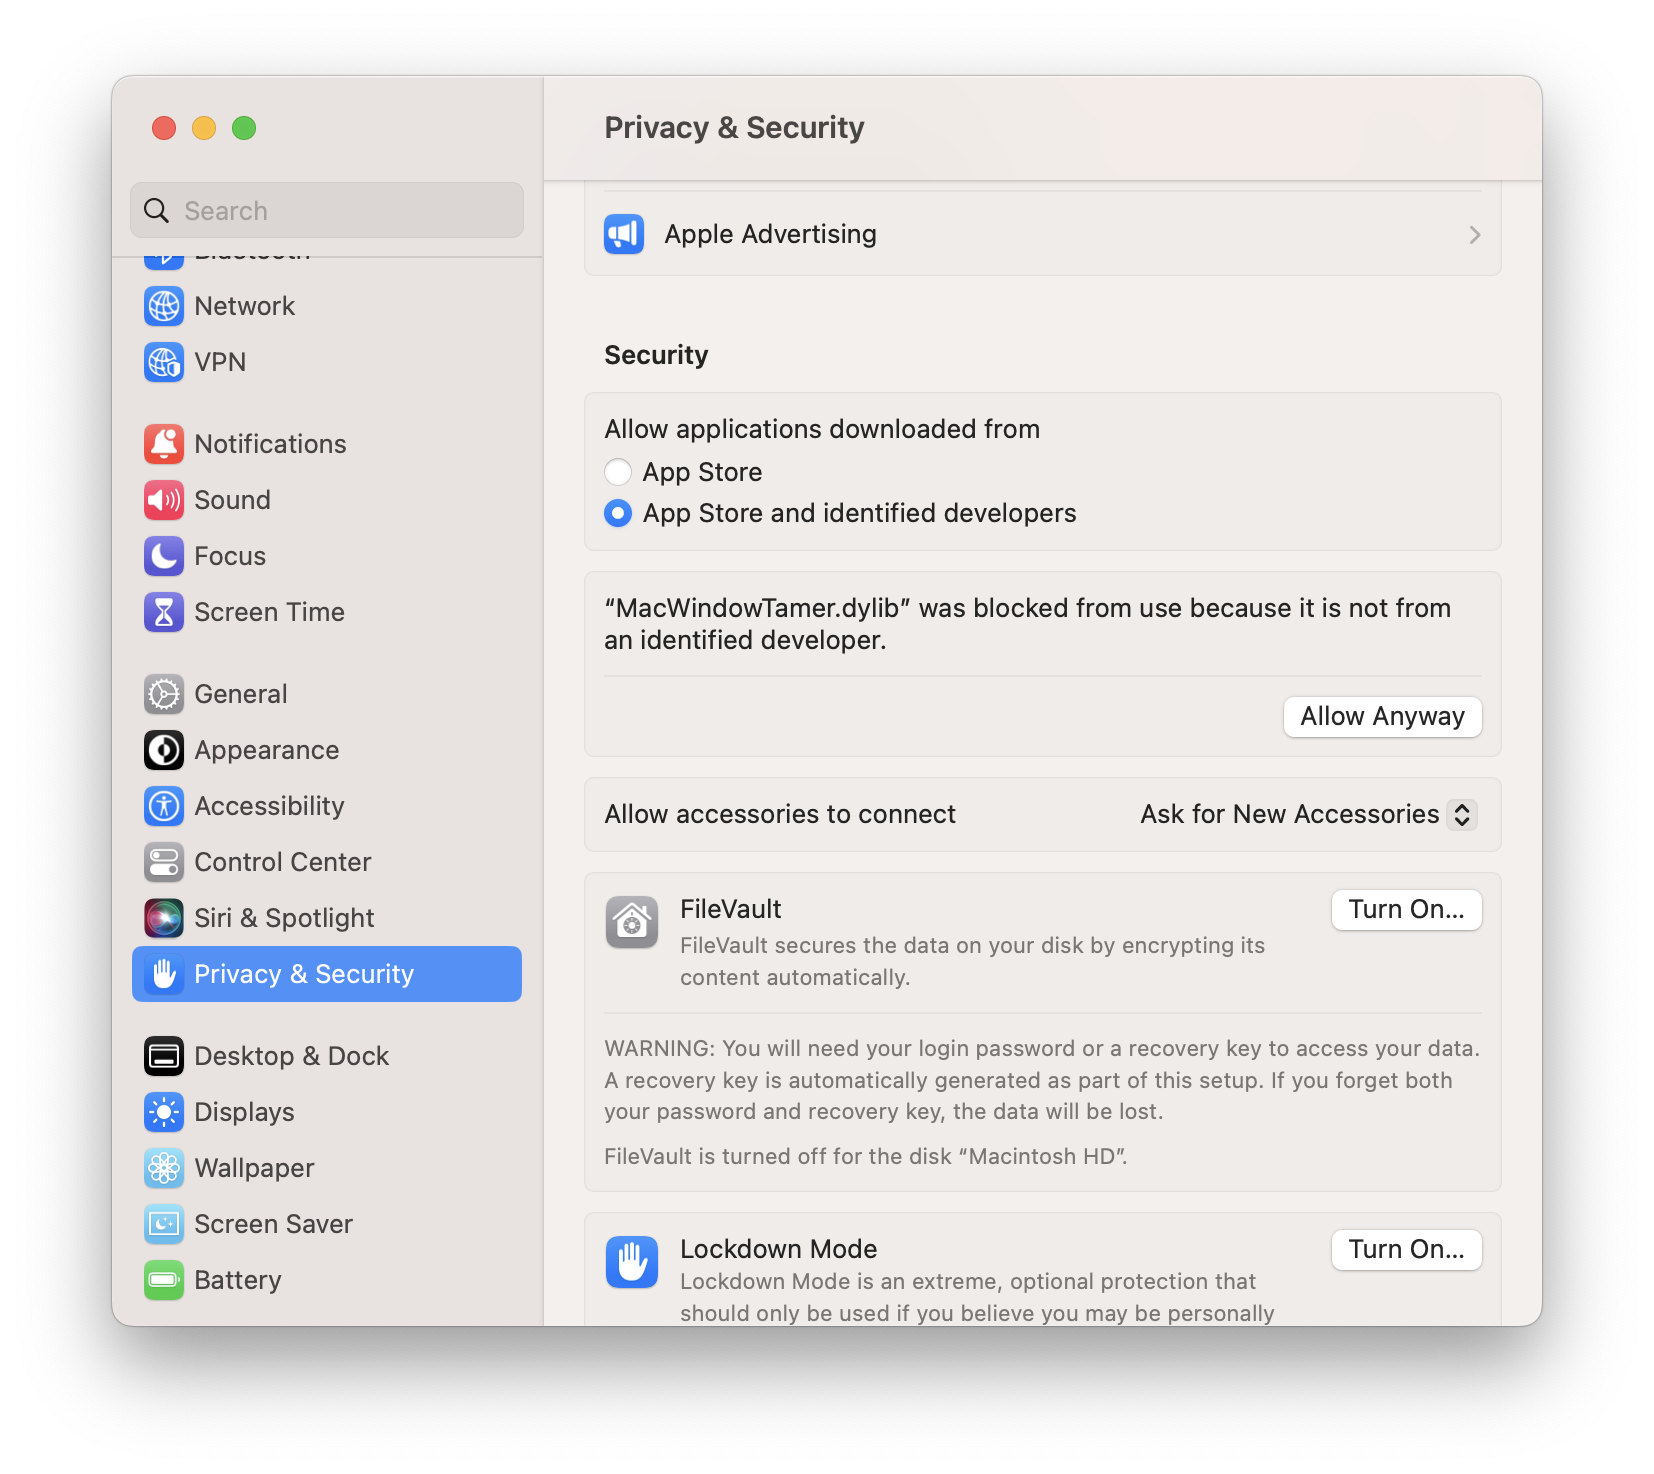 Privacy & Security
Search
Bluetooth
Network
VPN
Notifications
Sound
Focus
Screen Time
General
Appearance
Accessibility
Control Center
Siri & Spotlight
Privacy & Security
Desktop & Dock
Displays
Wallpaper
Screen Saver
Battery
Apple Advertising
Security
Allow applications downloaded from
App Store
App Store and identified developers
“MacWindowTamer.dylib” was blocked from use because it is not from
an identified developer.
Allow Anyway
Allow accessories to connect
Ask for New Accessories
FileVault
Turn On...
FileVault secures the data on your disk by encrypting its
content automatically.
WARNING: You will need your login password or a recovery key to access your data.
A recovery key is automatically generated as part of this setup. If you forget both
your password and recovery key, the data will be lost.
FileVault is turned off for the disk “Macintosh HD”.
Lockdown Mode
Turn On...
Lockdown Mode is an extreme, optional protection that
should only be used if you believe you may be personally